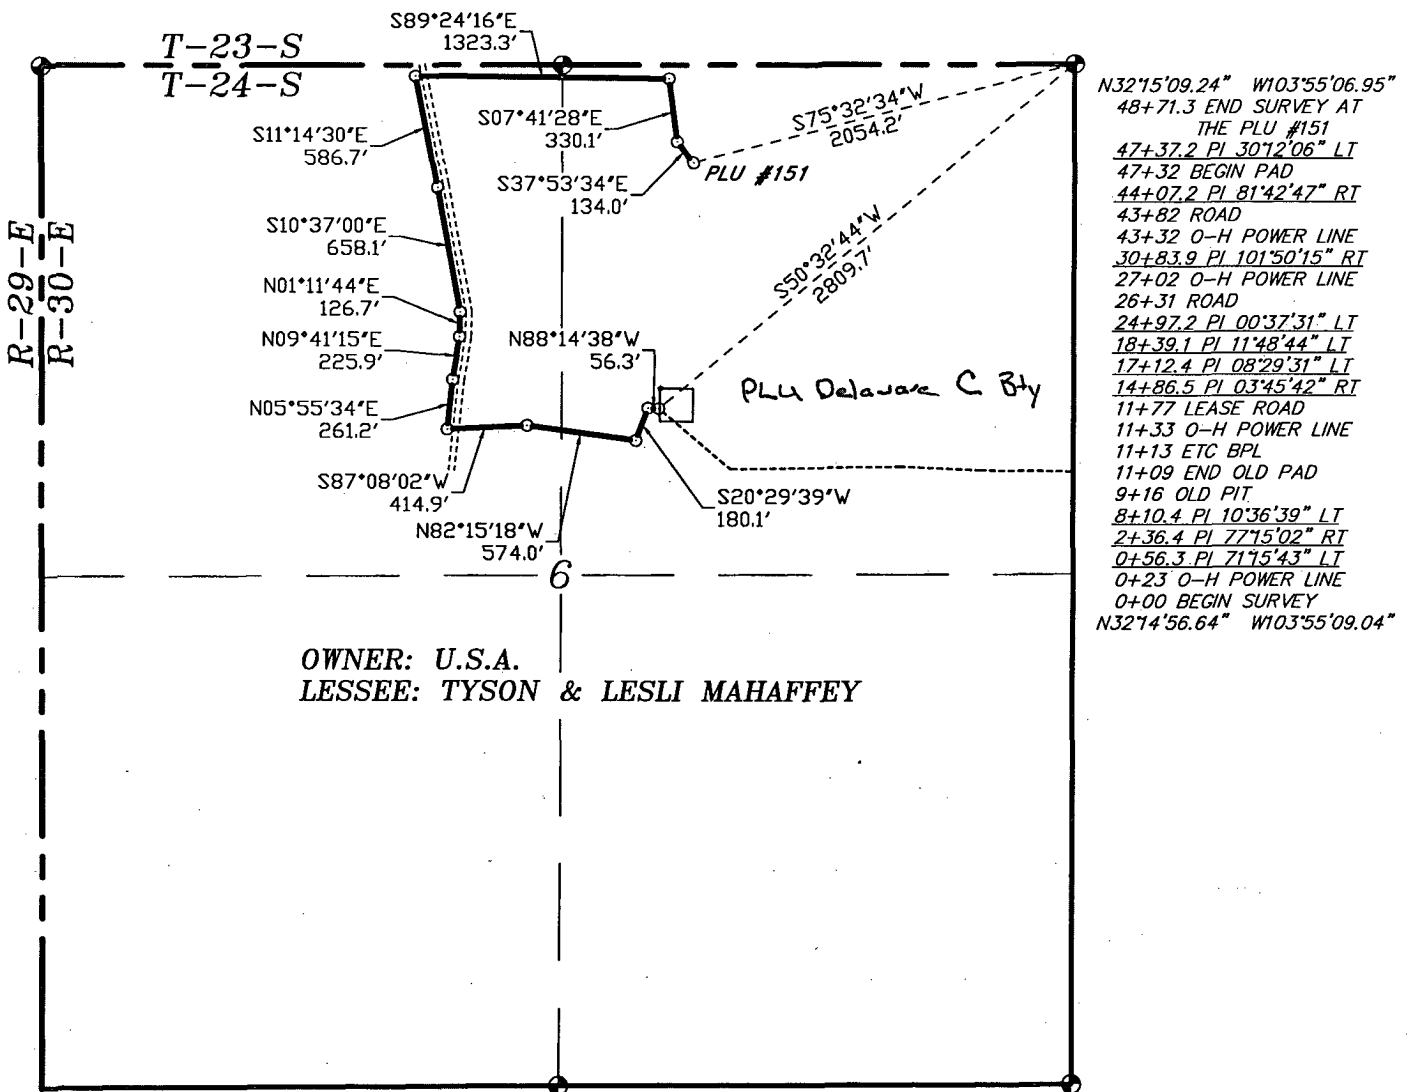 S89°24'16"E
1323.3'
T-23-S
T-24-S
S11°14'30"E
586.7'
S07°41'28"E
330.1'
S75°32'34"W
2054.2'
S37°53'34"E
134.0'
PLU #151
S10°37'00"E
658.1'
R-29-E
R-30-E
N01°11'44"E
126.7'
S50°32'44"W
2809.7'
N09°41'15"E
225.9'
N88°14'38"W
56.3'
PLU Delaware C Bty
N05°55'34"E
261.2'
S87°08'02"W
414.9'
S20°29'39"W
180.1'
N82°15'18"W
574.0'
6
OWNER: U.S.A.
LESSEE: TYSON & LESLI MAHAFFEY
N32°15'09.24" W103°55'06.95"
48+71.3 END SURVEY AT
THE PLU #151
47+37.2 PI 30°12'06" LT
47+32 BEGIN PAD
44+07.2 PI 81°42'47" RT
43+82 ROAD
43+32 O-H POWER LINE
30+83.9 PI 101°50'15" RT
27+02 O-H POWER LINE
26+31 ROAD
24+97.2 PI 00°37'31" LT
18+39.1 PI 11°48'44" LT
17+12.4 PI 08°29'31" LT
14+86.5 PI 03°45'42" RT
11+77 LEASE ROAD
11+33 O-H POWER LINE
11+13 ETC BPL
11+09 END OLD PAD
9+16 OLD PIT
8+10.4 PI 10°36'39" LT
2+36.4 PI 77°15'02" RT
0+56.3 PI 71°15'43" LT
0+23 O-H POWER LINE
0+00 BEGIN SURVEY
N32°14'56.64" W103°55'09.04"